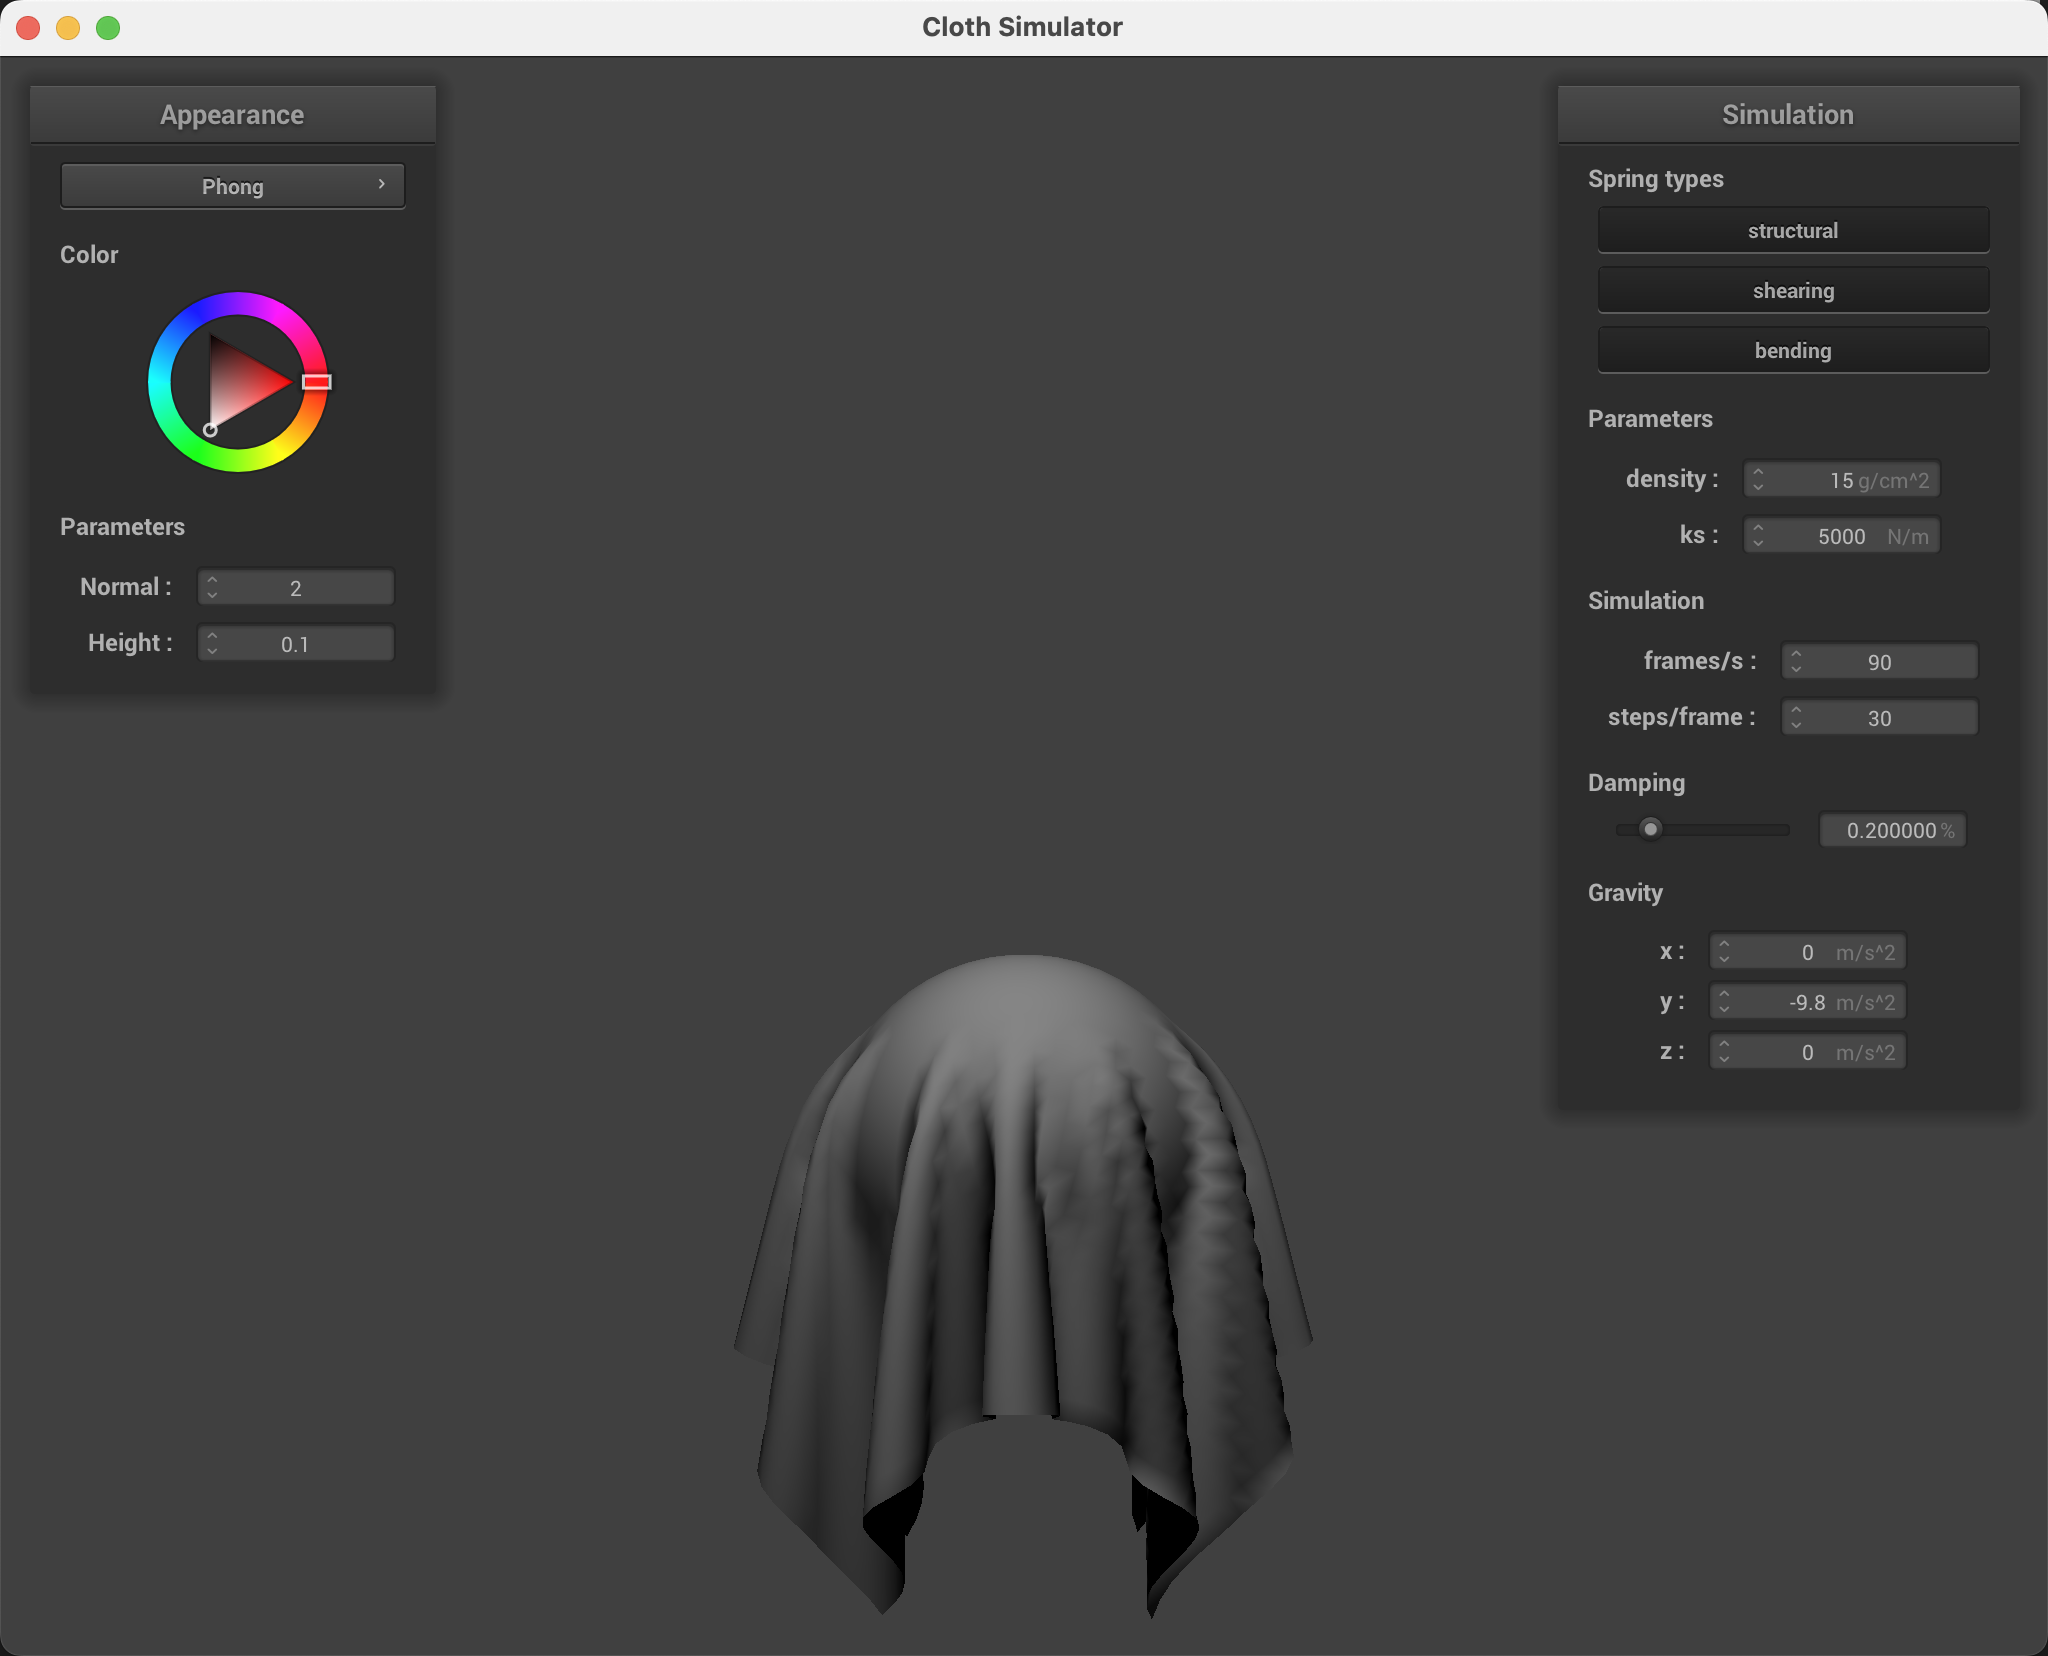 Cloth Simulator
Appearance
Phong
Color
Parameters
Normal : 2
Height : 0.1
Simulation
Spring types
structural
shearing
bending
Parameters
density : 15 g/cm^2
ks : 5000 N/m
Simulation
frames/s : 90
steps/frame : 30
Damping
0.200000 %
Gravity
x : 0 m/s^2
y : -9.8 m/s^2
z : 0 m/s^2